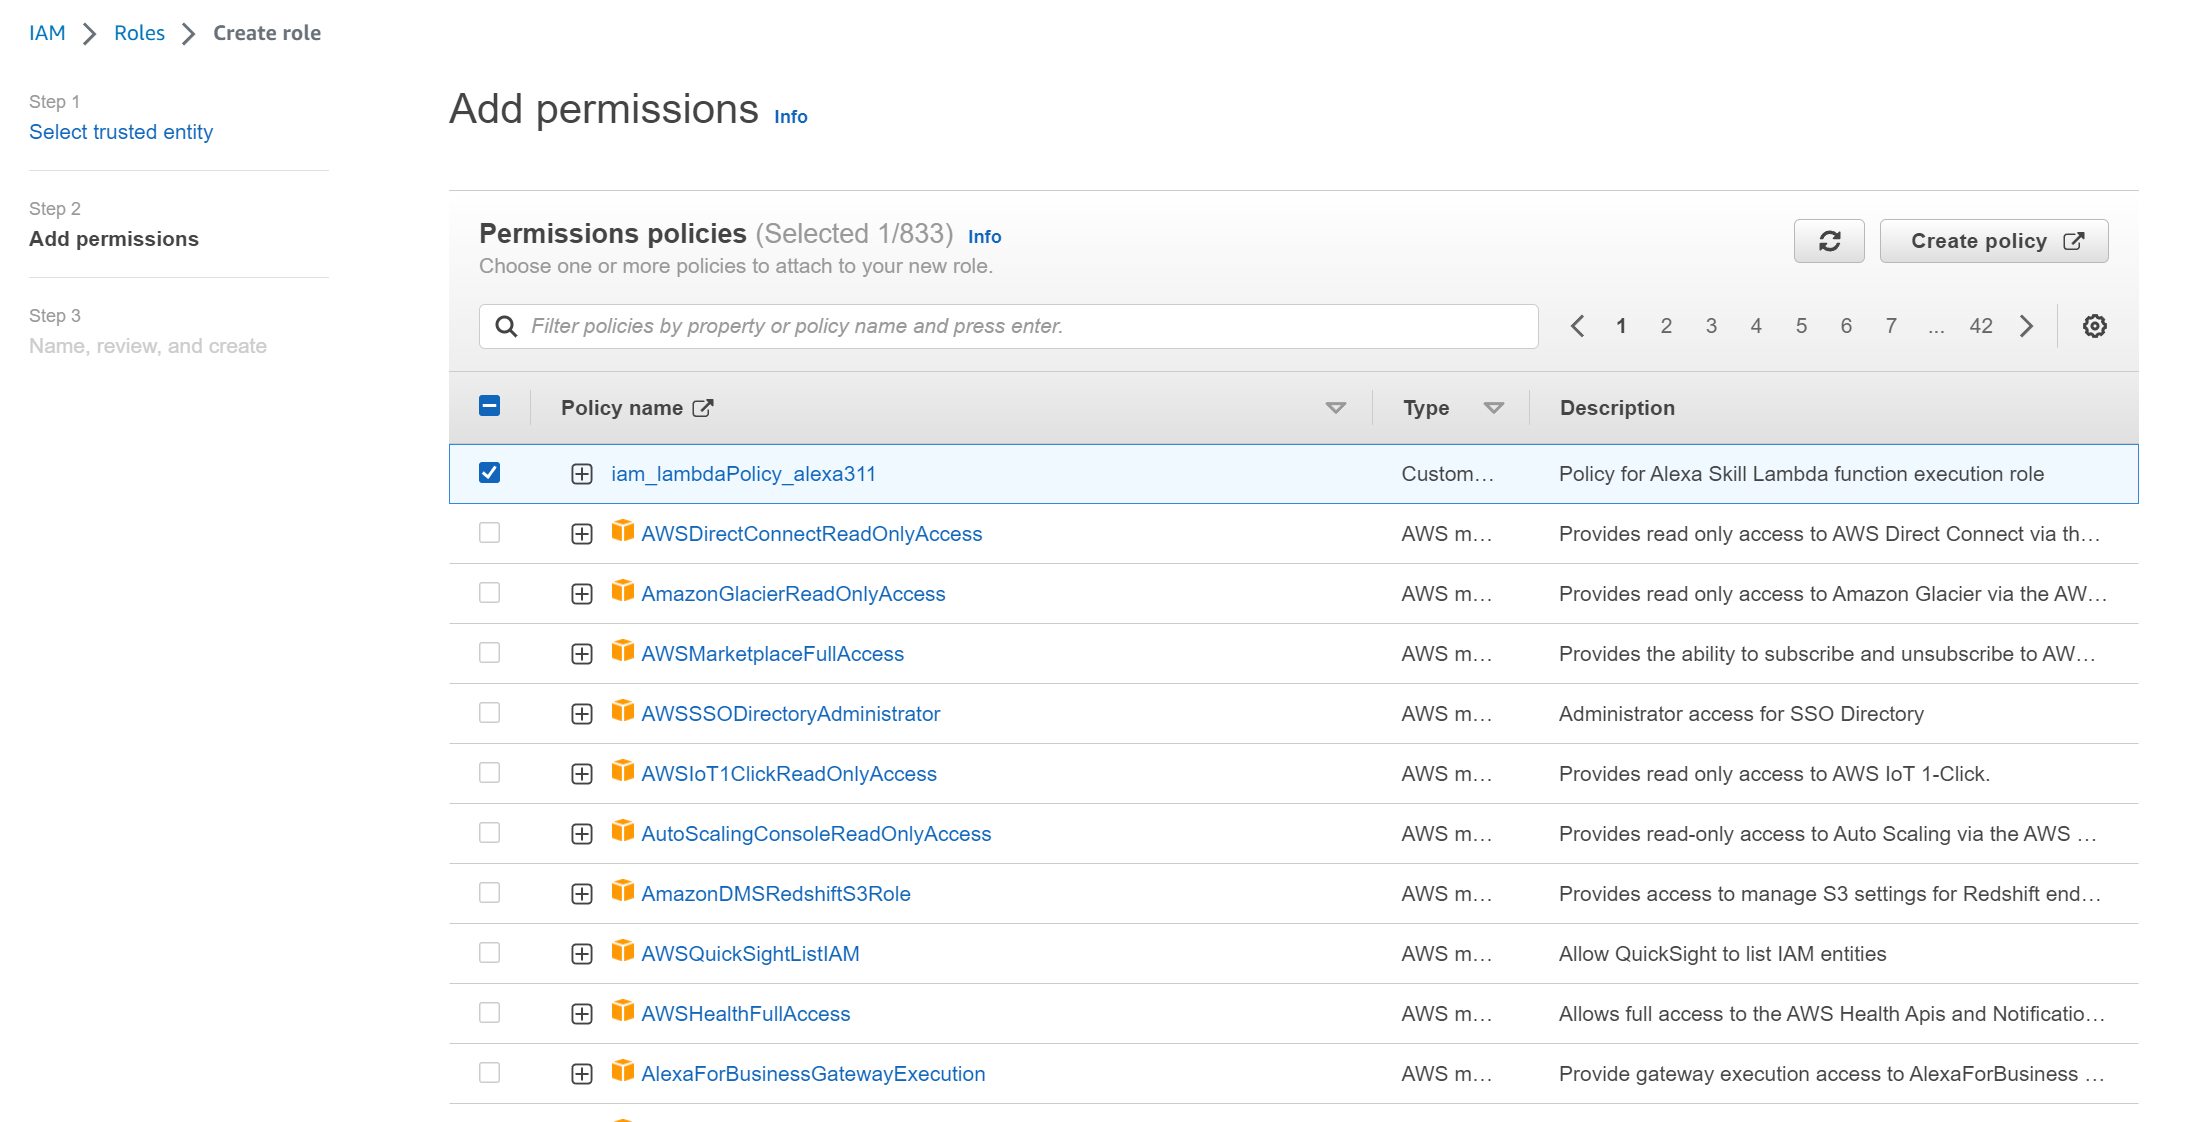 IAM > Roles > Create role
Step 1
Select trusted entity
Step 2
Add permissions
Step 3
Name, review, and create
Add permissions Info
Permissions policies (Selected 1/833) Info
Choose one or more policies to attach to your new role.
Create policy
Filter policies by property or policy name and press enter.
1 2 3 4 5 6 7 ... 42
Policy name Type Description
iam_lambdaPolicy_alexa311 Custom… Policy for Alexa Skill Lambda function execution role
AWSDirectConnectReadOnlyAccess AWS m… Provides read only access to AWS Direct Connect via th…
AmazonGlacierReadOnlyAccess AWS m… Provides read only access to Amazon Glacier via the AW…
AWSMarketplaceFullAccess AWS m… Provides the ability to subscribe and unsubscribe to AW…
AWSSSODirectoryAdministrator AWS m… Administrator access for SSO Directory
AWSIoT1ClickReadOnlyAccess AWS m… Provides read only access to AWS IoT 1-Click.
AutoScalingConsoleReadOnlyAccess AWS m… Provides read-only access to Auto Scaling via the AWS …
AmazonDMSRedshiftS3Role AWS m… Provides access to manage S3 settings for Redshift end…
AWSQuickSightListIAM AWS m… Allow QuickSight to list IAM entities
AWSHealthFullAccess AWS m… Allows full access to the AWS Health Apis and Notificatio…
AlexaForBusinessGatewayExecution AWS m… Provide gateway execution access to AlexaForBusiness …